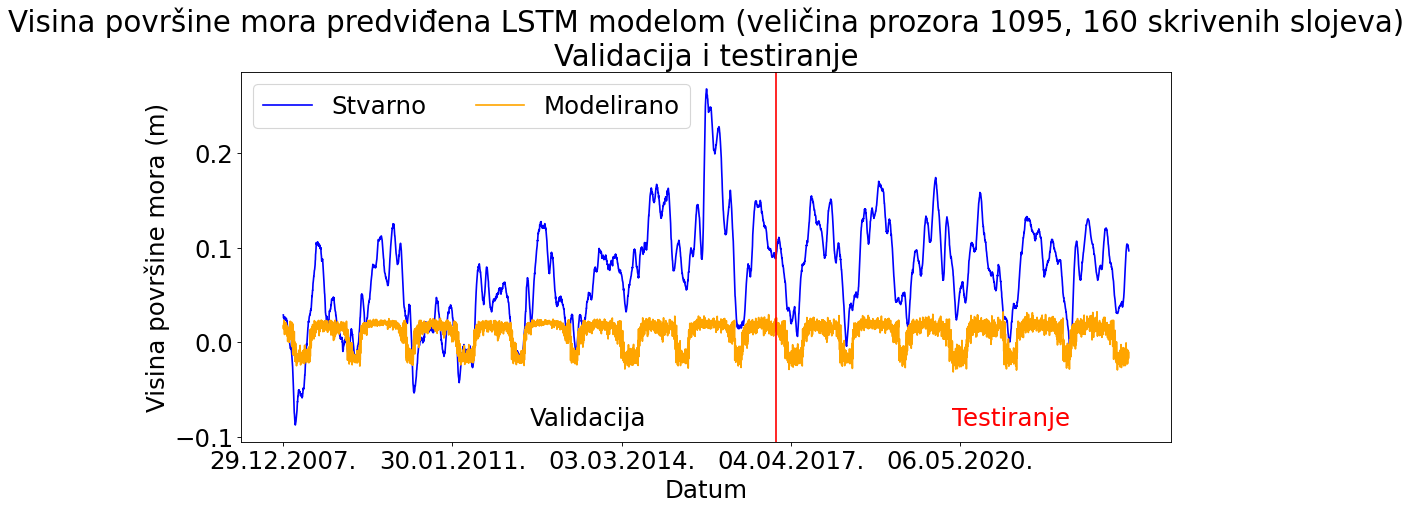 Visina površine mora predviđena LSTM modelom (veličina prozora 1095, 160 skrivenih slojeva)
Validacija i testiranje
Stvarno Modelirano
Visina površine mora (m)
0.2
0.1
0.0
−0.1
Validacija
Testiranje
29.12.2007. 30.01.2011. 03.03.2014. 04.04.2017. 06.05.2020.
Datum